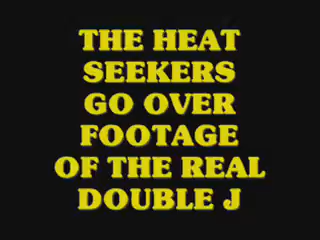 THE HEAT
SEEKERS
GO OVER
FOOTAGE
OF THE REAL
DOUBLE J